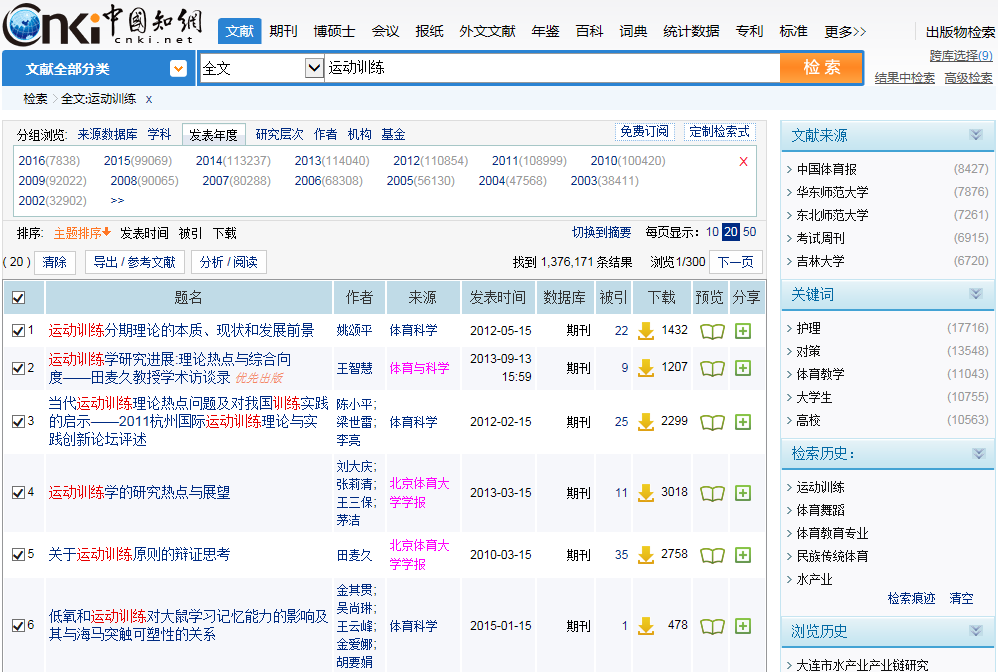 cnki中国知网
cnki.net
文献 期刊 博硕士 会议 报纸 外文文献 年鉴 百科 词典 统计数据 专利 标准 更多>> 出版物检索
文献全部分类 全文 运动训练 检索 跨库选择(9)
结果中检索 高级检索
检索 > 全文:运动训练 x
分组浏览: 来源数据库 学科 发表年度 研究层次 作者 机构 基金 免费订阅 定制检索式
2016(7838) 2015(99069) 2014(113237) 2013(114040) 2012(110854) 2011(108999) 2010(100420) X
2009(92022) 2008(90065) 2007(80288) 2006(68308) 2005(56130) 2004(47568) 2003(38411)
2002(32902) >>
排序: 主题排序 发表时间 被引 下载 切换到摘要 每页显示: 10 20 50
( 20 ) 清除 导出 / 参考文献 分析 / 阅读 找到 1,376,171 条结果 浏览1/300 下一页
题名 作者 来源 发表时间 数据库 被引 下载 预览 分享
1 运动训练分期理论的本质、现状和发展前景 姚颂平 体育科学 2012-05-15 期刊 22 1432
2 运动训练学研究进展:理论热点与综合向
度——田麦久教授学术访谈录 优先出版 王智慧 体育与科学 2013-09-13
15:59 期刊 9 1207
3 当代运动训练理论热点问题及对我国训练实践
的启示——2011杭州国际运动训练理论与实
践创新论坛评述 陈小平;
梁世雷;
李亮 体育科学 2012-02-15 期刊 25 2299
4 运动训练学的研究热点与展望 刘大庆;
张莉清;
王三保;
茅洁 北京体育大
学学报 2013-03-15 期刊 11 3018
5 关于运动训练原则的辩证思考 田麦久 北京体育大
学学报 2010-03-15 期刊 35 2758
6 低氧和运动训练对大鼠学习记忆能力的影响及
其与海马突触可塑性的关系 金其贯;
吴尚琳;
王云峰;
金爱娜;
胡要娟 体育科学 2015-01-15 期刊 1 478
文献来源
> 中国体育报 (8427)
> 华东师范大学 (7876)
> 东北师范大学 (7261)
> 考试周刊 (6915)
> 吉林大学 (6720)
关键词
> 护理 (17716)
> 对策 (13548)
> 体育教学 (11043)
> 大学生 (10755)
> 高校 (10563)
检索历史：
> 运动训练
> 体育舞蹈
> 体育教育专业
> 民族传统体育
> 水产业
检索痕迹 清空
浏览历史
> 大连市水产业产业链研究